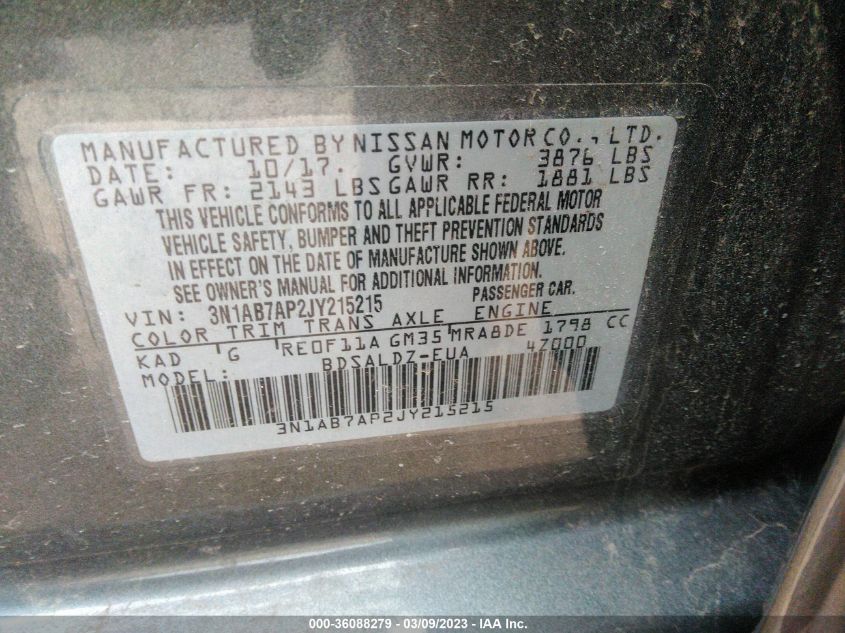 MANUFACTURED BY NISSAN MOTOR CO., LTD.
DATE: 10/17. GVWR: 3876 LBS
GAWR FR: 2143 LBS GAWR RR: 1881 LBS
THIS VEHICLE CONFORMS TO ALL APPLICABLE FEDERAL MOTOR
VEHICLE SAFETY, BUMPER AND THEFT PREVENTION STANDARDS
IN EFFECT ON THE DATE OF MANUFACTURE SHOWN ABOVE.
SEE OWNER'S MANUAL FOR ADDITIONAL INFORMATION.
VIN: 3N1AB7AP2JY215215 PASSENGER CAR.
COLOR TRIM TRANS AXLE ENGINE
KAD G RE0F11A GM35 MRA8DE 1798 CC
MODEL: BDSALDZ-EUA 4Z000
3N1AB7AP2JY215215
000-36088279 - 03/09/2023 - IAA Inc.